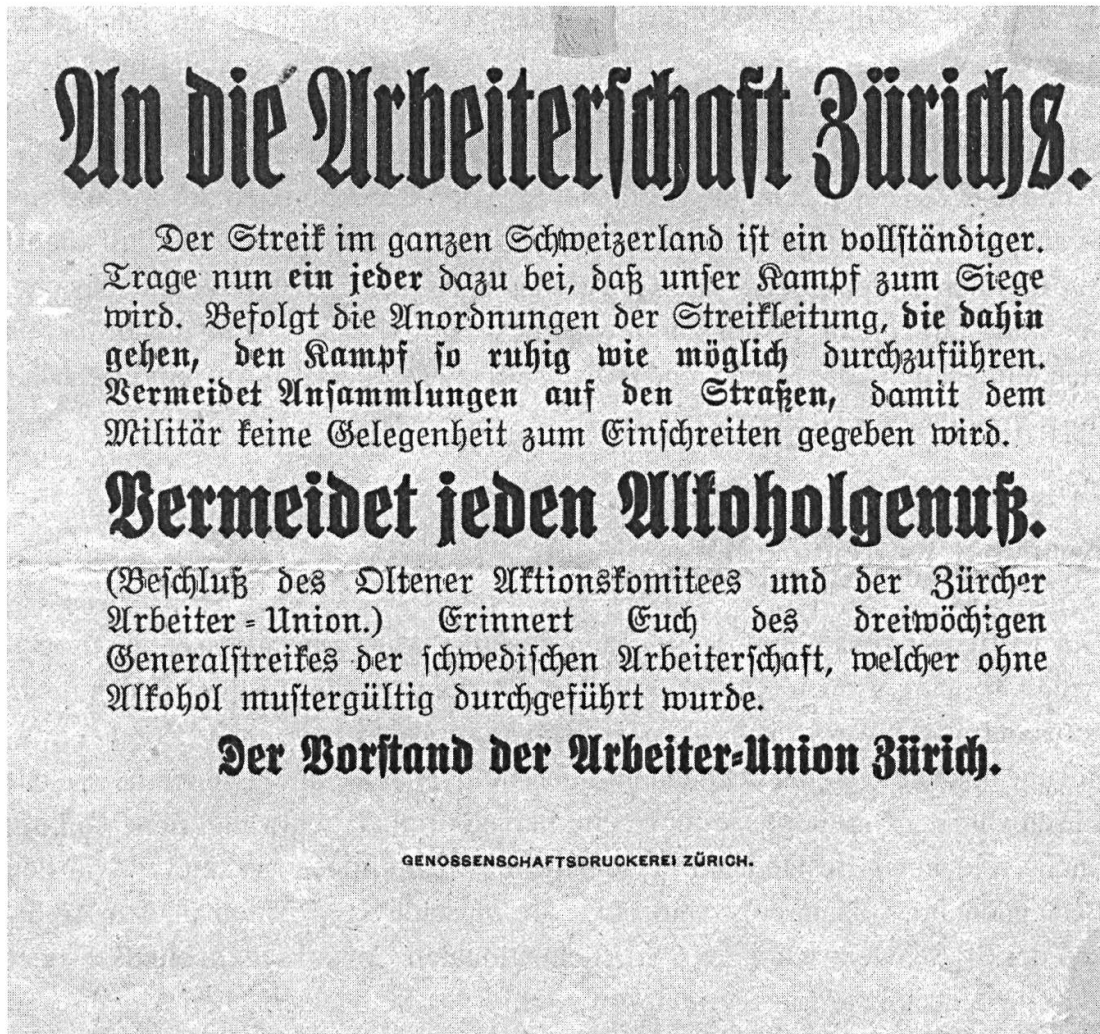 An die Arbeiterschaft Zürichs.
Der Streik im ganzen Schweizerland ist ein vollständiger.
Trage nun ein jeder dazu bei, daß unser Kampf zum Siege
wird. Befolgt die Anordnungen der Streikleitung, die dahin
gehen, den Kampf so ruhig wie möglich durchzuführen.
Vermeidet Ansammlungen auf den Straßen, damit dem
Militär keine Gelegenheit zum Einschreiten gegeben wird.
Vermeidet jeden Alkoholgenuß.
(Beschluß des Oltener Aktionskomitees und der Zürcher
Arbeiter-Union.) Erinnert Euch des dreiwöchigen
Generalstreikes der schwedischen Arbeiterschaft, welcher ohne
Alkohol mustergültig durchgeführt wurde.
Der Vorstand der Arbeiter-Union Zürich.
GENOSSENSCHAFTSDRUCKEREI ZÜRICH.